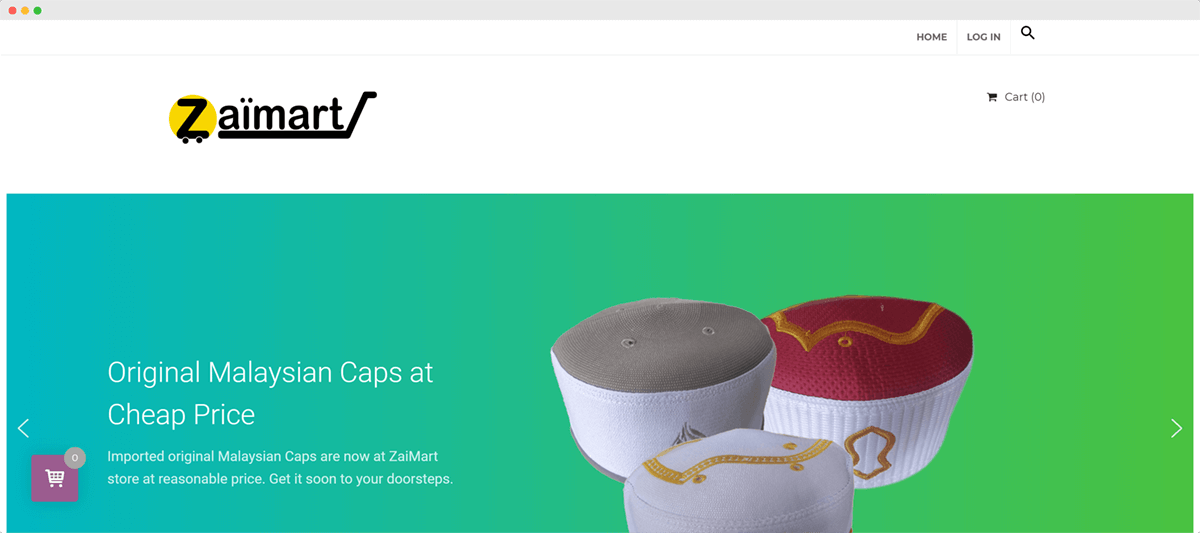 HOME LOG IN
Zaïmart
Cart (0)
Original Malaysian Caps at
Cheap Price
Imported original Malaysian Caps are now at ZaiMart
store at reasonable price. Get it soon to your doorsteps.
0